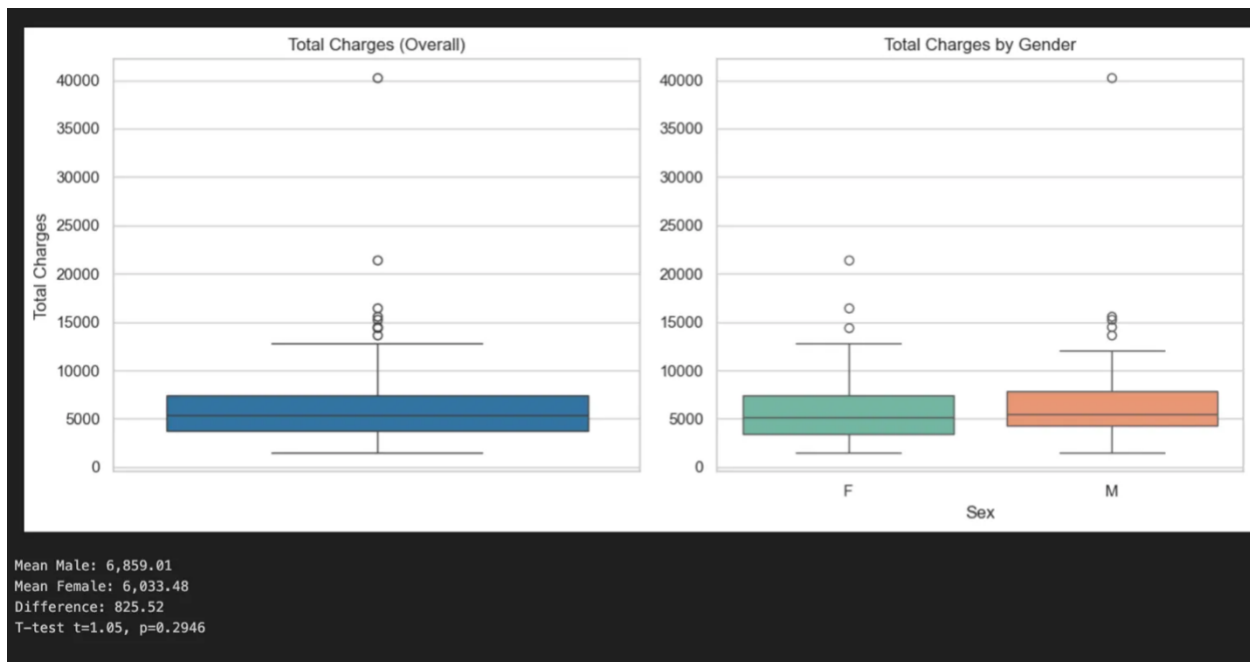 Total Charges (Overall)
Total Charges by Gender
40000
35000
30000
25000
20000
15000
10000
5000
0
Total Charges
40000
35000
30000
25000
20000
15000
10000
5000
0
F
M
Sex
Mean Male: 6,859.01
Mean Female: 6,033.48
Difference: 825.52
T-test t=1.05, p=0.2946